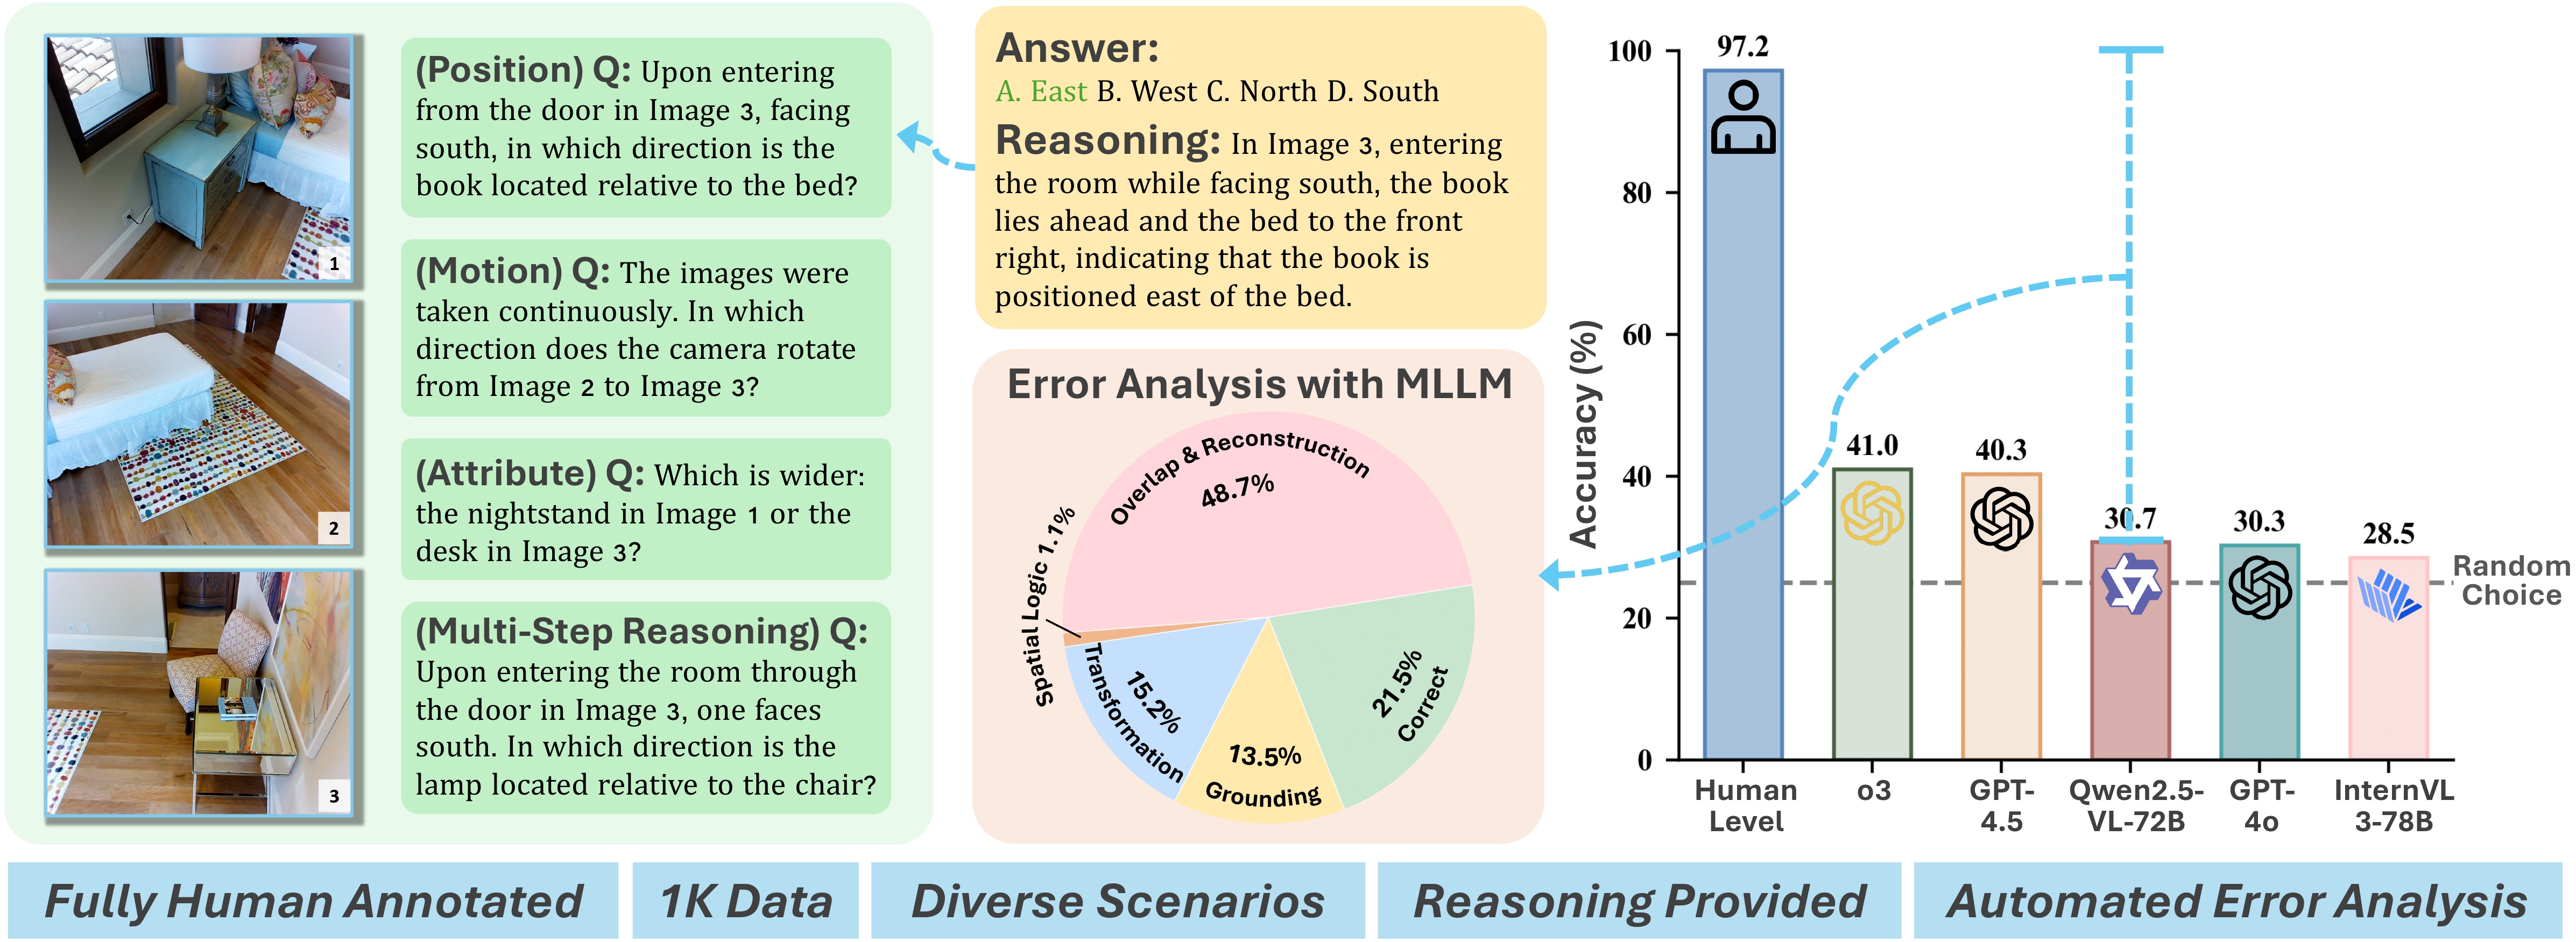 1
2
3
(Position) Q: Upon entering
from the door in Image 3, facing
south, in which direction is the
book located relative to the bed?
(Motion) Q: The images were
taken continuously. In which
direction does the camera rotate
from Image 2 to Image 3?
(Attribute) Q: Which is wider:
the nightstand in Image 1 or the
desk in Image 3?
(Multi-Step Reasoning) Q:
Upon entering the room through
the door in Image 3, one faces
south. In which direction is the
lamp located relative to the chair?
Answer:
A. East B. West C. North D. South
Reasoning: In Image 3, entering
the room while facing south, the book
lies ahead and the bed to the front
right, indicating that the book is
positioned east of the bed.
Error Analysis with MLLM
Overlap & Reconstruction
48.7%
Spatial Logic 1.1%
Transformation
15.2%
13.5%
Grounding
21.5%
Correct
Accuracy (%)
100
80
60
40
20
0
97.2
41.0
40.3
30.7
30.3
28.5
Random
Choice
Human
Level
o3
GPT-
4.5
Qwen2.5-
VL-72B
GPT-
4o
InternVL
3-78B
Fully Human Annotated
1K Data
Diverse Scenarios
Reasoning Provided
Automated Error Analysis